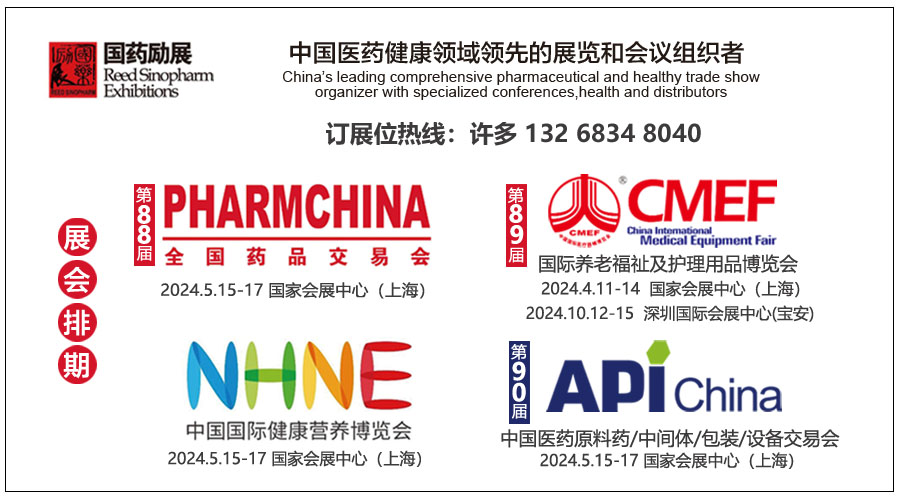 国药励展
Reed Sinopharm
Exhibitions
REED SINOPHARM
中国医药健康领域领先的展览和会议组织者
China's leading comprehensive pharmaceutical and healthy trade show
organizer with specialized conferences,health and distributors
订展位热线：许多 132 6834 8040
展会排期
第88届
PHARMCHINA
全国药品交易会
2024.5.15-17 国家会展中心（上海）
第89届
CMEF
®
CMEF
China International
Medical Equipment Fair
国际养老福祉及护理用品博览会
2024.4.11-14 国家会展中心（上海）
2024.10.12-15 深圳国际会展中心(宝安)
NHNE
中国国际健康营养博览会
2024.5.15-17 国家会展中心（上海）
第90届
API China
中国医药原料药/中间体/包装/设备交易会
2024.5.15-17 国家会展中心（上海）